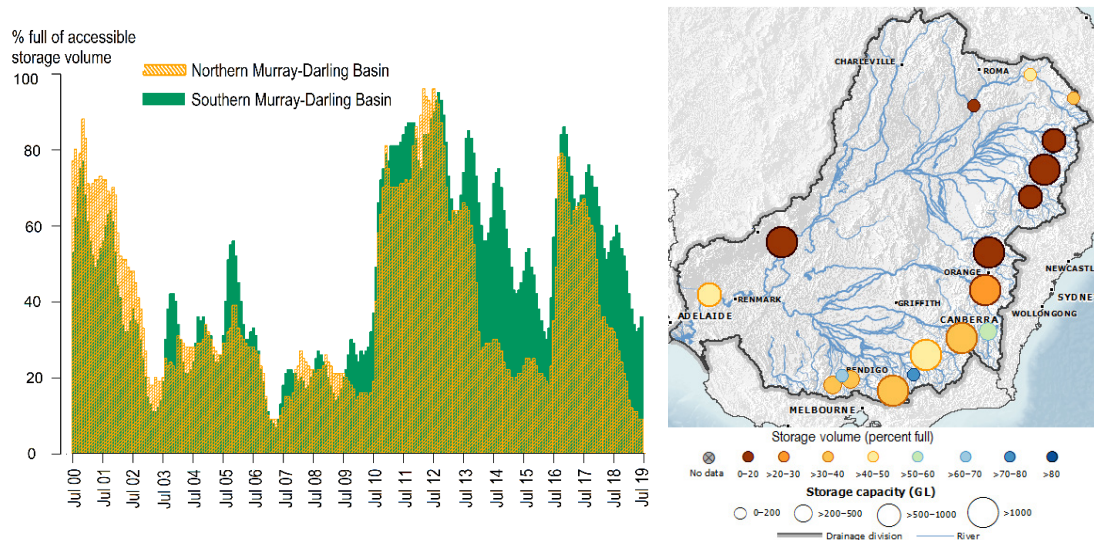 % full of accessible
storage volume
Northern Murray-Darling Basin
Southern Murray-Darling Basin
100
80
60
40
20
0
Jul 00
Jul 01
Jul 02
Jul 03
Jul 04
Jul 05
Jul 06
Jul 07
Jul 08
Jul 09
Jul 10
Jul 11
Jul 12
Jul 13
Jul 14
Jul 15
Jul 16
Jul 17
Jul 18
Jul 19
CHARLEVILLE
ROMA
NEWCASTL
ORANGE
SYDNE
RENMARK
GRIFFITH
WOLLONGONG
ADELAIDE
CANBERRA
BENDIGO
MELBOURNE
Storage volume (percent full)
No data
0-20
>20-30
>30-40
>40-50
>50-60
>60-70
>70-80
>80
Storage capacity (GL)
0-200
>200-500
>500-1000
>1000
Drainage division
River